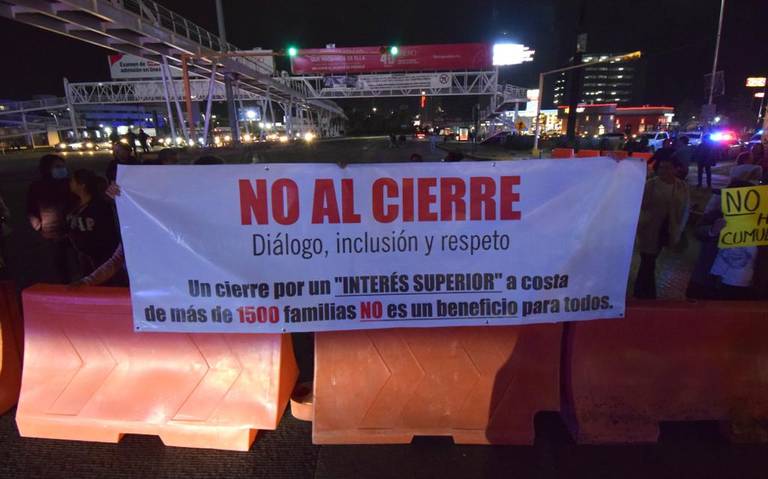 NO AL CIERRE
Diálogo, inclusión y respeto
Un cierre por un "INTERÉS SUPERIOR" a costa
de más de 1500 familias NO es un beneficio para todos.
NO
CUMU